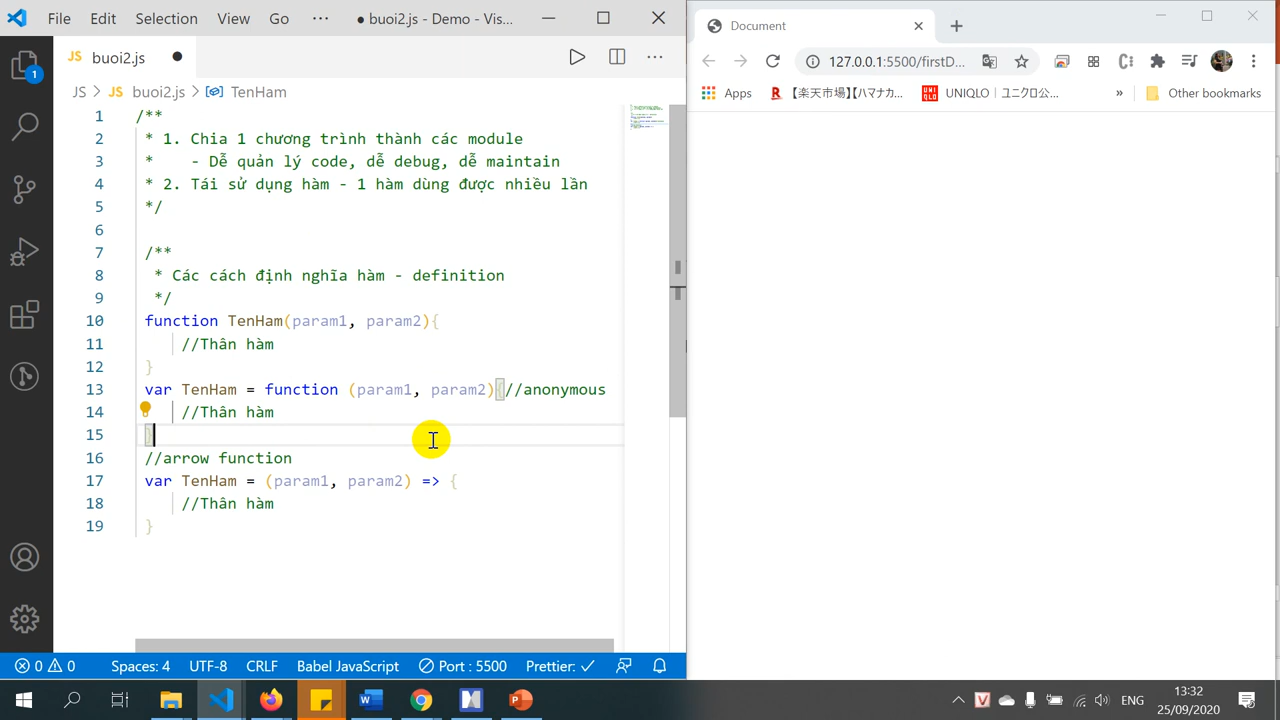 File Edit Selection View Go ··· ● buoi2.js - Demo - Vis...
JS buoi2.js ●
JS > JS buoi2.js > TenHam
1 /**
2 * 1. Chia 1 chương trình thành các module
3 * - Dễ quản lý code, dễ debug, dễ maintain
4 * 2. Tái sử dụng hàm - 1 hàm dùng được nhiều lần
5 */
6
7 /**
8 * Các cách định nghĩa hàm - definition
9 */
10 function TenHam(param1, param2){
11 //Thân hàm
12 }
13 var TenHam = function (param1, param2){//anonymous
14 //Thân hàm
15 }
16 //arrow function
17 var TenHam = (param1, param2) => {
18 //Thân hàm
19 }
1
0 0 Spaces: 4 UTF-8 CRLF Babel JavaScript Port : 5500 Prettier: ✓
Document
127.0.0.1:5500/firstD...
Apps 【楽天市場】【ハマナカ... UNIQLO | ユニクロ公... » Other bookmarks
ENG 13:32
25/09/2020